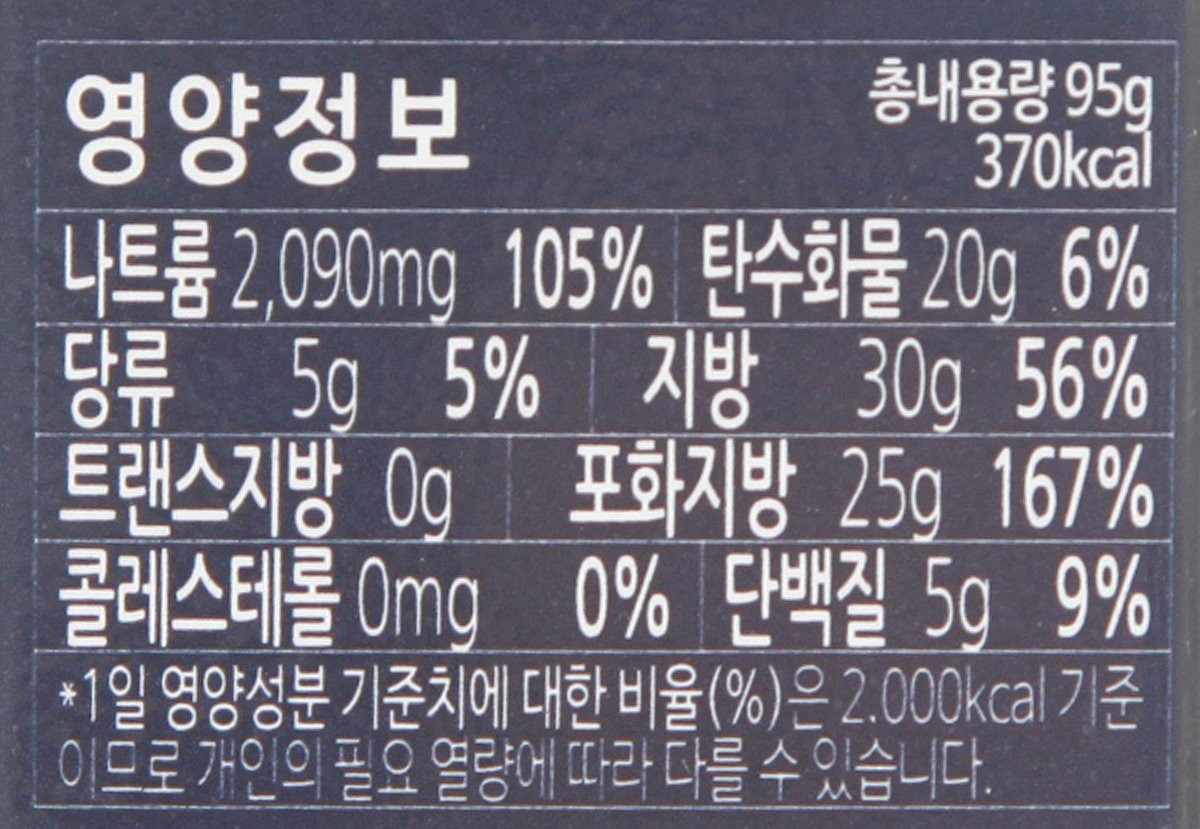 영양정보
총내용량 95g
370kcal
나트륨 2,090mg 105% 탄수화물 20g 6%
당류 5g 5% 지방 30g 56%
트랜스지방 0g 포화지방 25g 167%
콜레스테롤 0mg 0% 단백질 5g 9%
*1일 영양성분 기준치에 대한 비율(%)은 2.000kcal 기준
이므로 개인의 필요 열량에 따라 다를 수 있습니다.